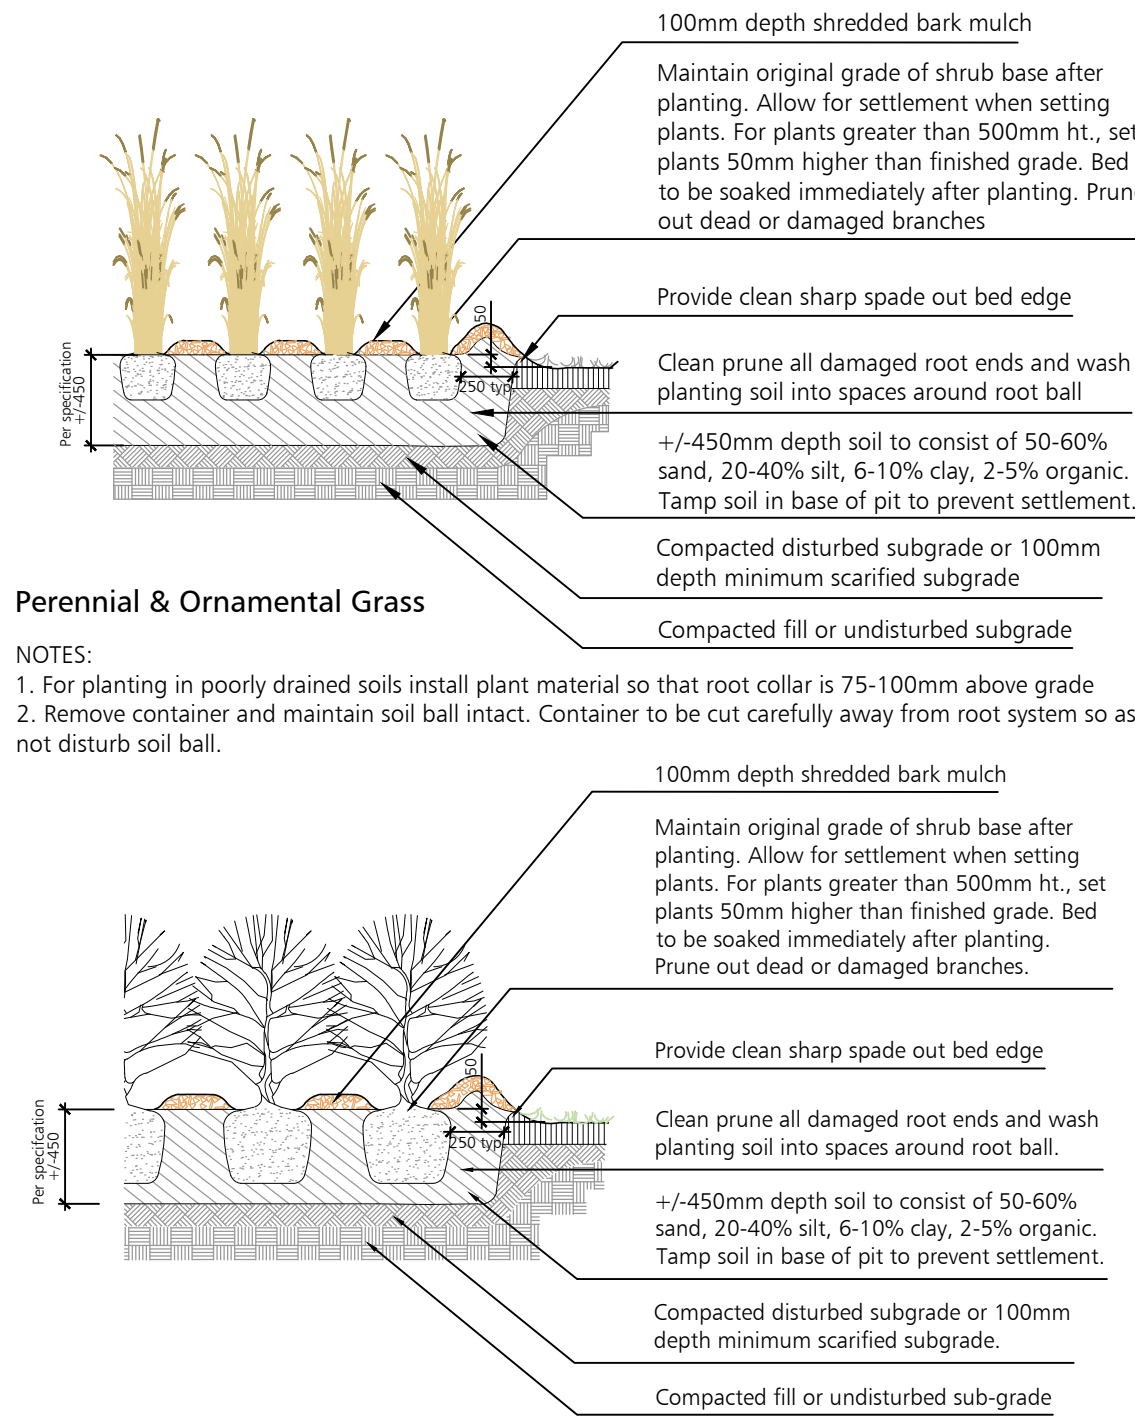 100mm depth shredded bark mulch
Maintain original grade of shrub base after
planting. Allow for settlement when setting
plants. For plants greater than 500mm ht., set
plants 50mm higher than finished grade. Bed
to be soaked immediately after planting. Prune
out dead or damaged branches
Provide clean sharp spade out bed edge
50
Clean prune all damaged root ends and wash
planting soil into spaces around root ball
250 typ.
Per specification
+/-450
+/-450mm depth soil to consist of 50-60%
sand, 20-40% silt, 6-10% clay, 2-5% organic.
Tamp soil in base of pit to prevent settlement.
Compacted disturbed subgrade or 100mm
depth minimum scarified subgrade
Compacted fill or undisturbed subgrade
Perennial & Ornamental Grass
NOTES:
1. For planting in poorly drained soils install plant material so that root collar is 75-100mm above grade
2. Remove container and maintain soil ball intact. Container to be cut carefully away from root system so as
not disturb soil ball.
100mm depth shredded bark mulch
Maintain original grade of shrub base after
planting. Allow for settlement when setting
plants. For plants greater than 500mm ht., set
plants 50mm higher than finished grade. Bed
to be soaked immediately after planting.
Prune out dead or damaged branches.
Provide clean sharp spade out bed edge
50
Clean prune all damaged root ends and wash
planting soil into spaces around root ball.
250 typ.
Per specification
+/-450
+/-450mm depth soil to consist of 50-60%
sand, 20-40% silt, 6-10% clay, 2-5% organic.
Tamp soil in base of pit to prevent settlement.
Compacted disturbed subgrade or 100mm
depth minimum scarified subgrade.
Compacted fill or undisturbed sub-grade